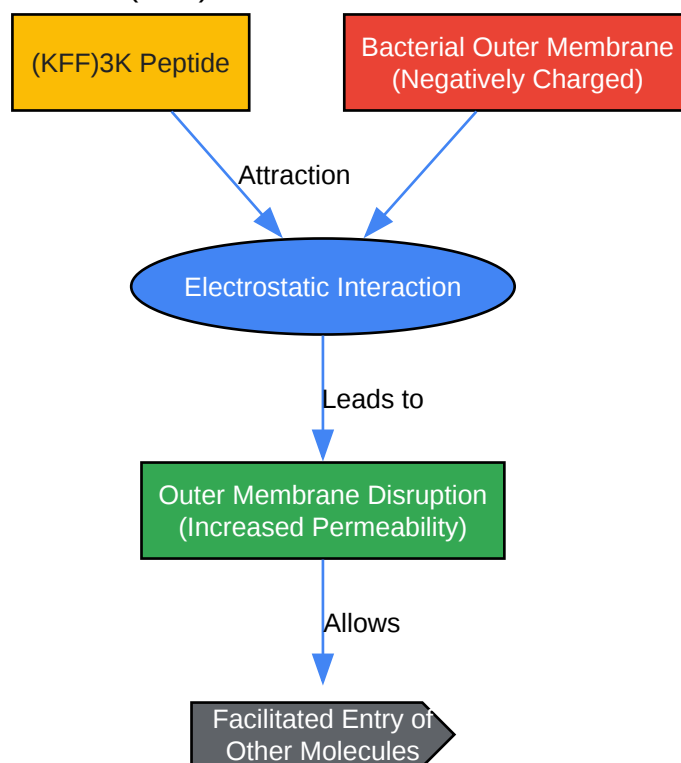 (KFF)3K Peptide
Bacterial Outer Membrane
(Negatively Charged)
Attraction
Electrostatic Interaction
Leads to
Outer Membrane Disruption
(Increased Permeability)
Allows
Facilitated Entry of
Other Molecules